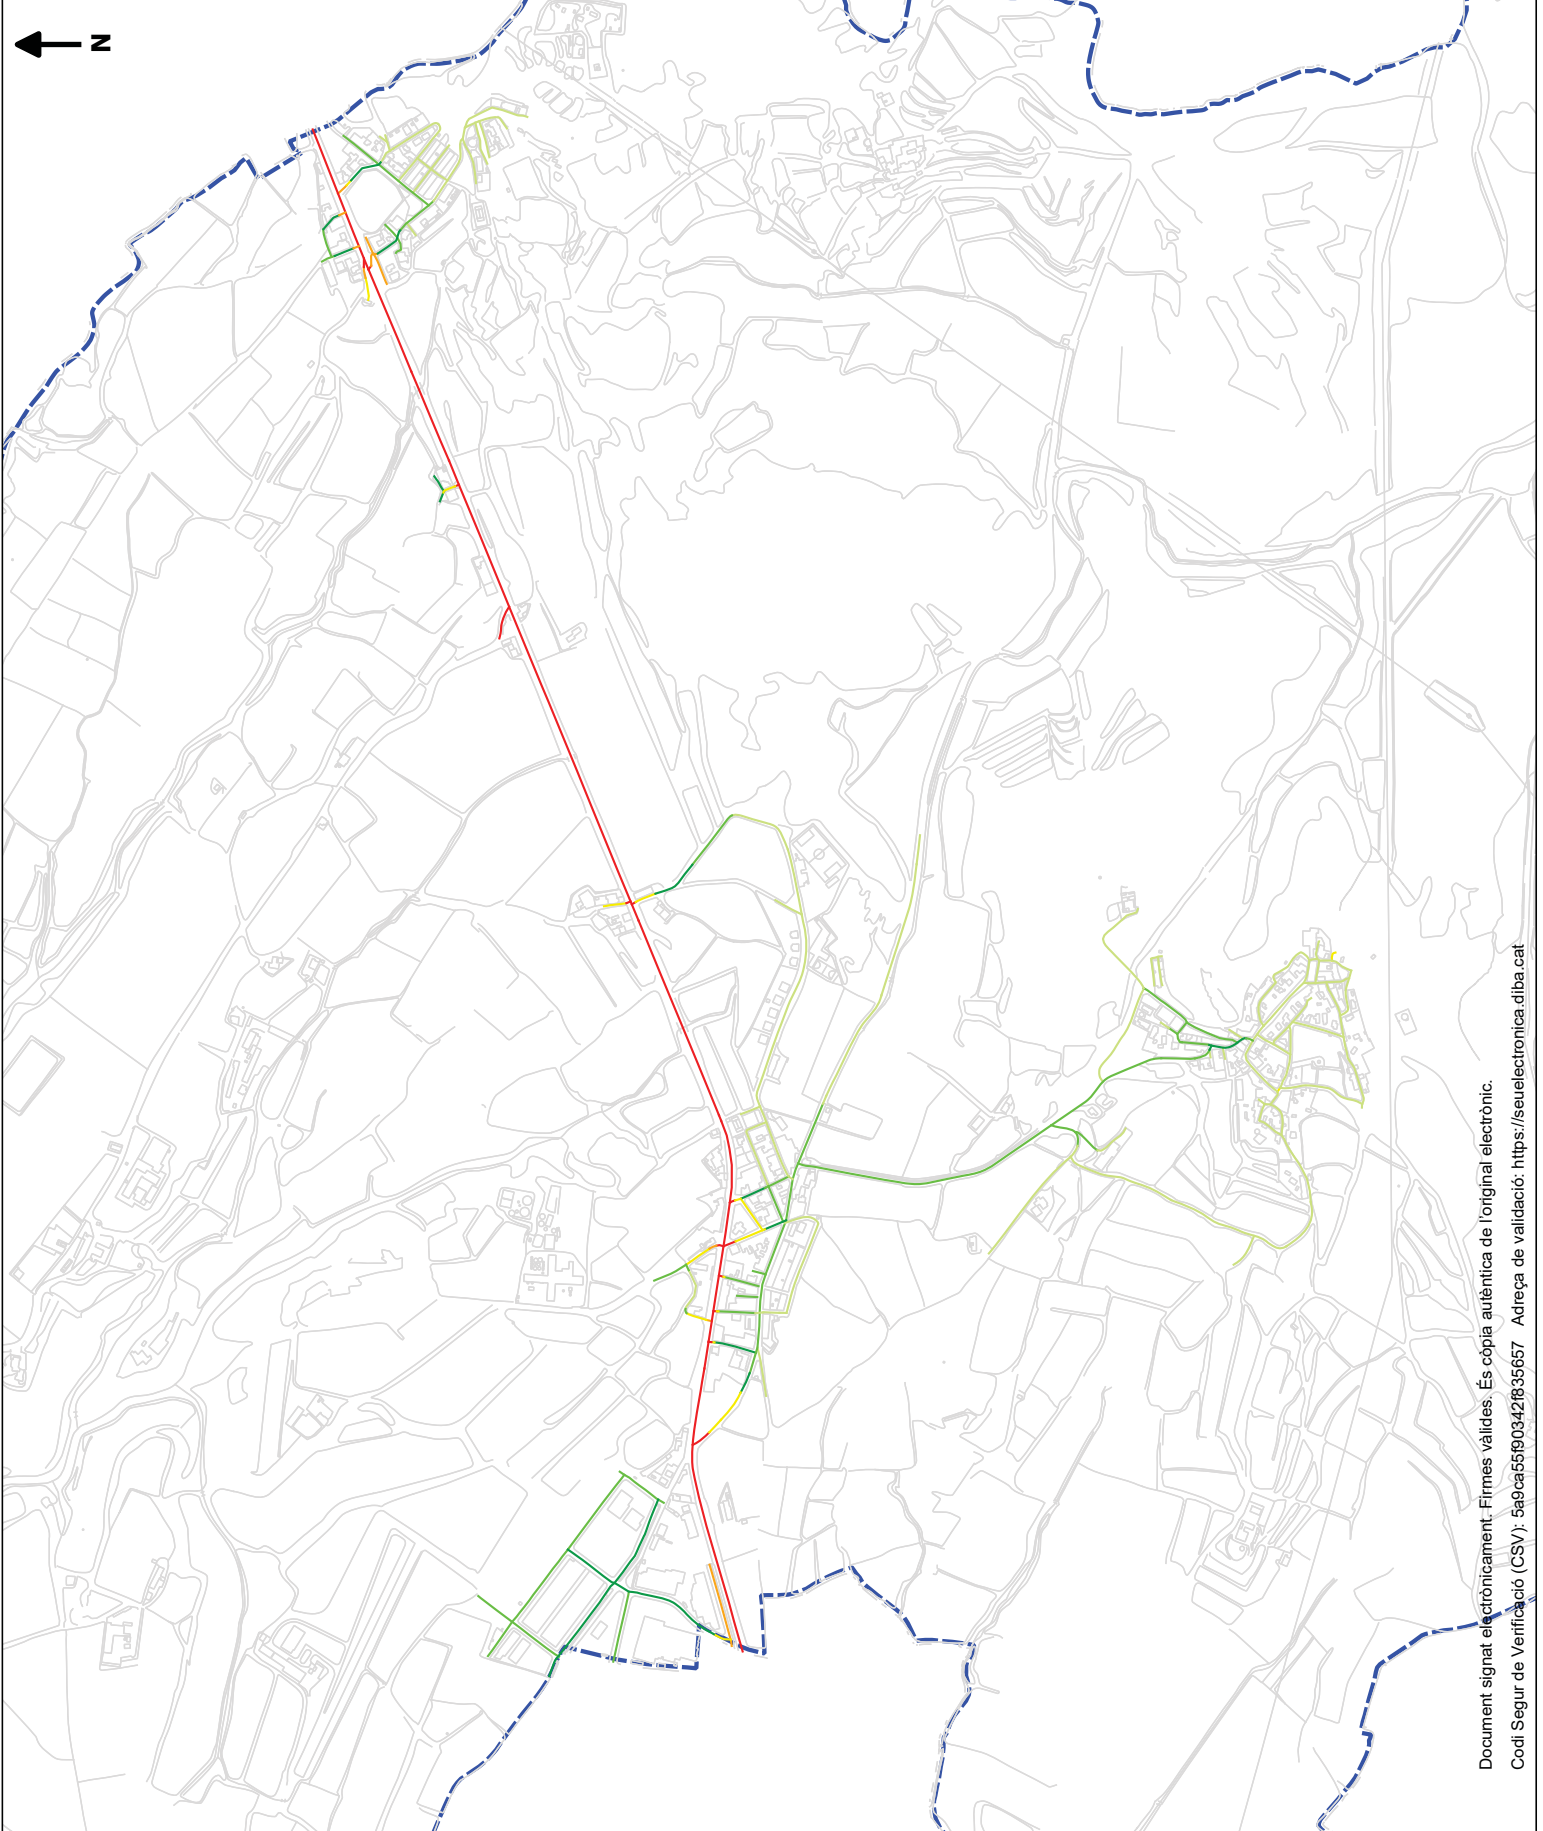 N
Document signat electrònicament. Firmes vàlides. És còpia autèntica de l'original electrònic.
Codi Segur de Verificació (CSV): 5a9ca55f90342f835657 Adreça de validació: https://seuelectronica.diba.cat